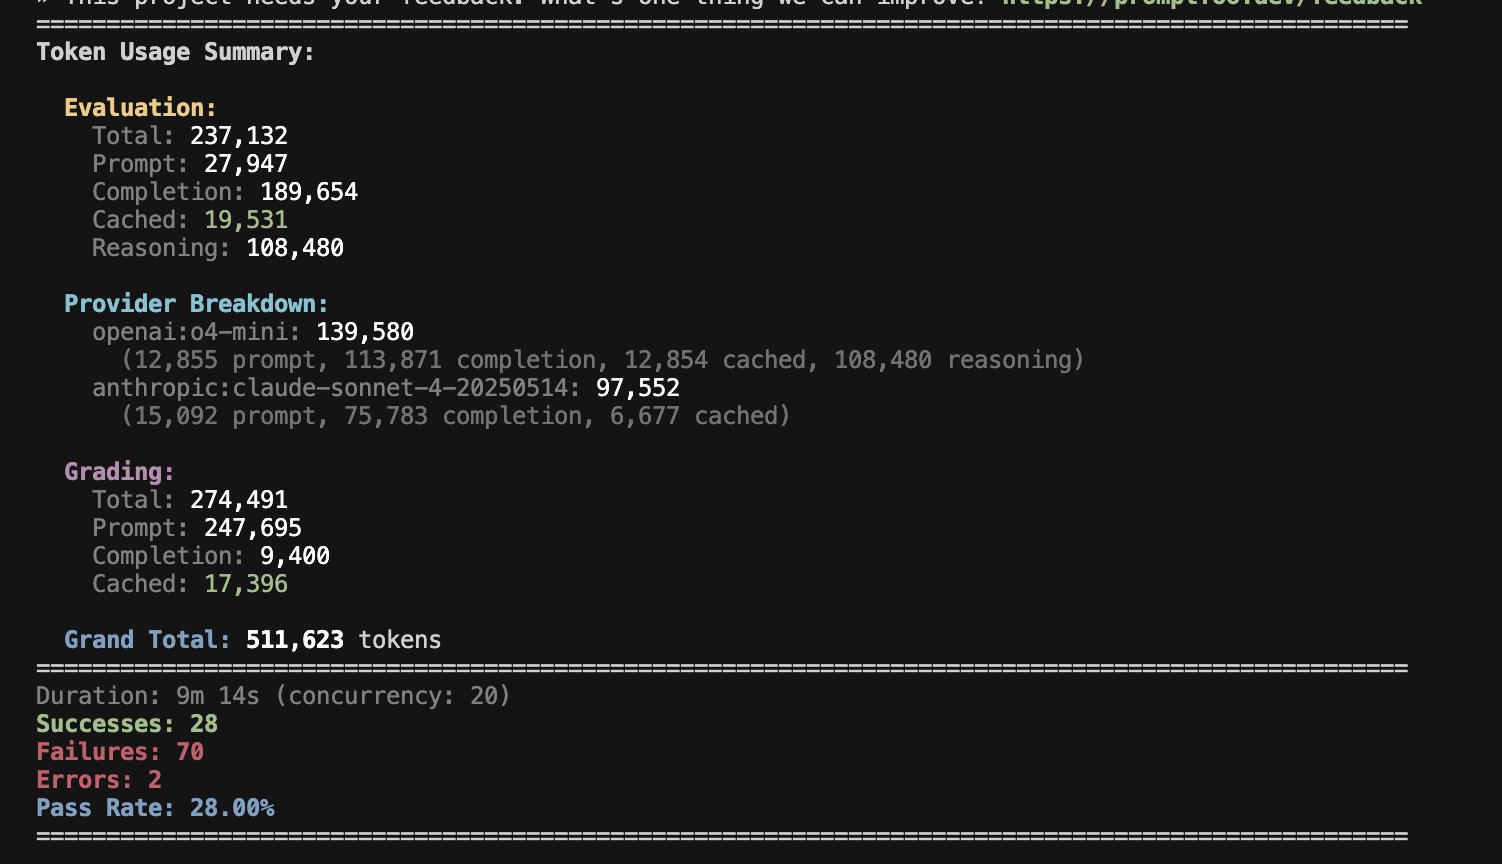 » This project needs your feedback. What's one thing we can improve? https://promptfoo.dev/feedback
==================================================================================================
Token Usage Summary:
Evaluation:
Total: 237,132
Prompt: 27,947
Completion: 189,654
Cached: 19,531
Reasoning: 108,480
Provider Breakdown:
openai:o4-mini: 139,580
(12,855 prompt, 113,871 completion, 12,854 cached, 108,480 reasoning)
anthropic:claude-sonnet-4-20250514: 97,552
(15,092 prompt, 75,783 completion, 6,677 cached)
Grading:
Total: 274,491
Prompt: 247,695
Completion: 9,400
Cached: 17,396
Grand Total: 511,623 tokens
==================================================================================================
Duration: 9m 14s (concurrency: 20)
Successes: 28
Failures: 70
Errors: 2
Pass Rate: 28.00%
==================================================================================================